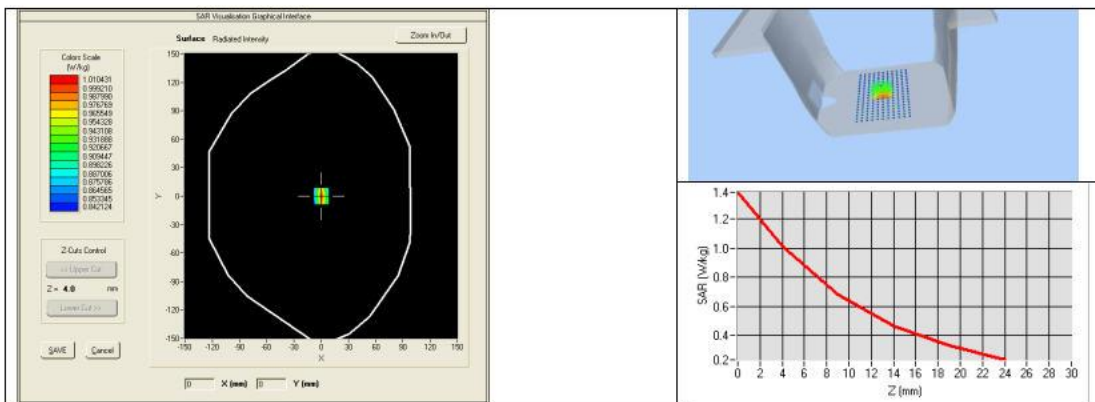 SAR Visualisation Graphical Interface
Surface Radiated Intensity
Zoom In/Out
Colors Scale
(W/kg)
1.010431
0.999210
0.987990
0.976769
0.965549
0.954328
0.943108
0.931888
0.920667
0.909447
0.898226
0.887006
0.875786
0.864565
0.853345
0.842124
Z-Cuts Control
<< Upper Cut
Z = 4.0 mm
Lower Cut >>
SAVE Cancel
150
120
90
60
30
0
-30
-60
-90
-120
-150
Y
-150 -120 -90 -60 -30 0 30 60 90 120 150
X
0 X (mm) 0 Y (mm)
1.4
1.2
1.0
0.8
0.6
0.4
0.2
SAR (W/kg)
0 2 4 6 8 10 12 14 16 18 20 22 24 26 28 30
Z (mm)